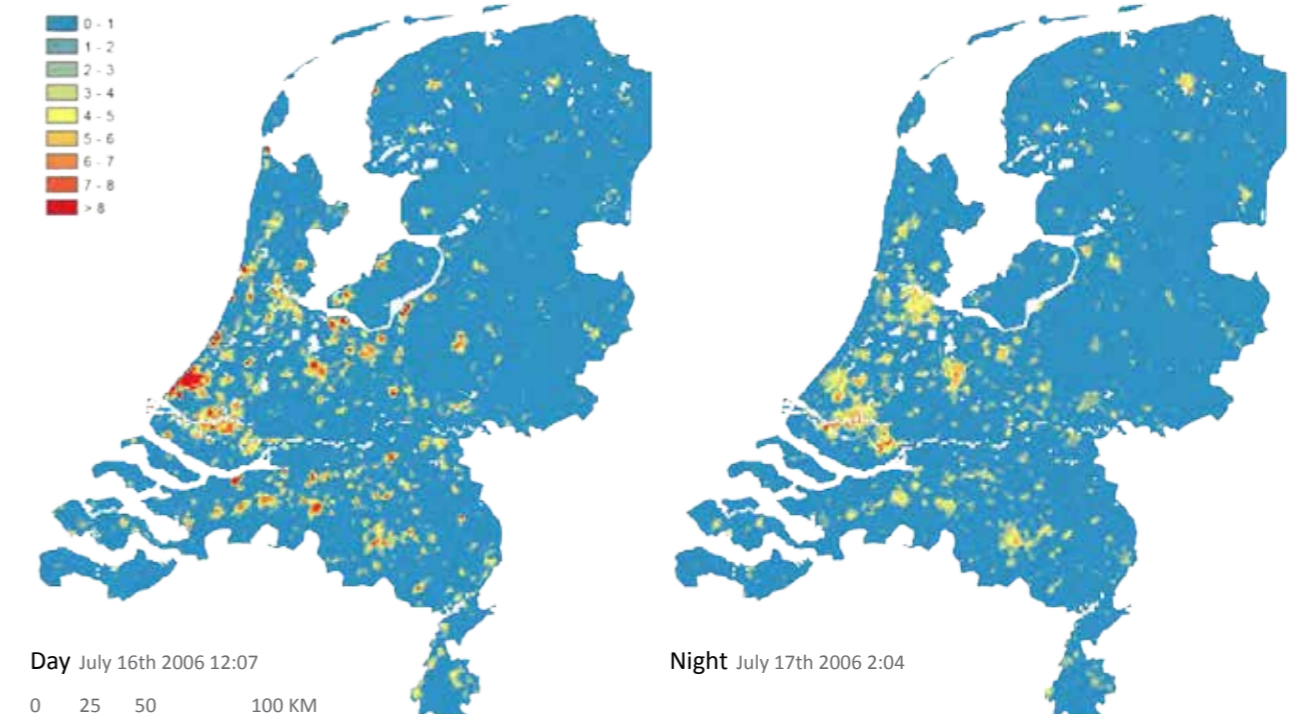 0 - 1
1 - 2
2 - 3
3 - 4
4 - 5
5 - 6
6 - 7
7 - 8
> 8
Day July 16th 2006 12:07
Night July 17th 2006 2:04
0 25 50 100 KM